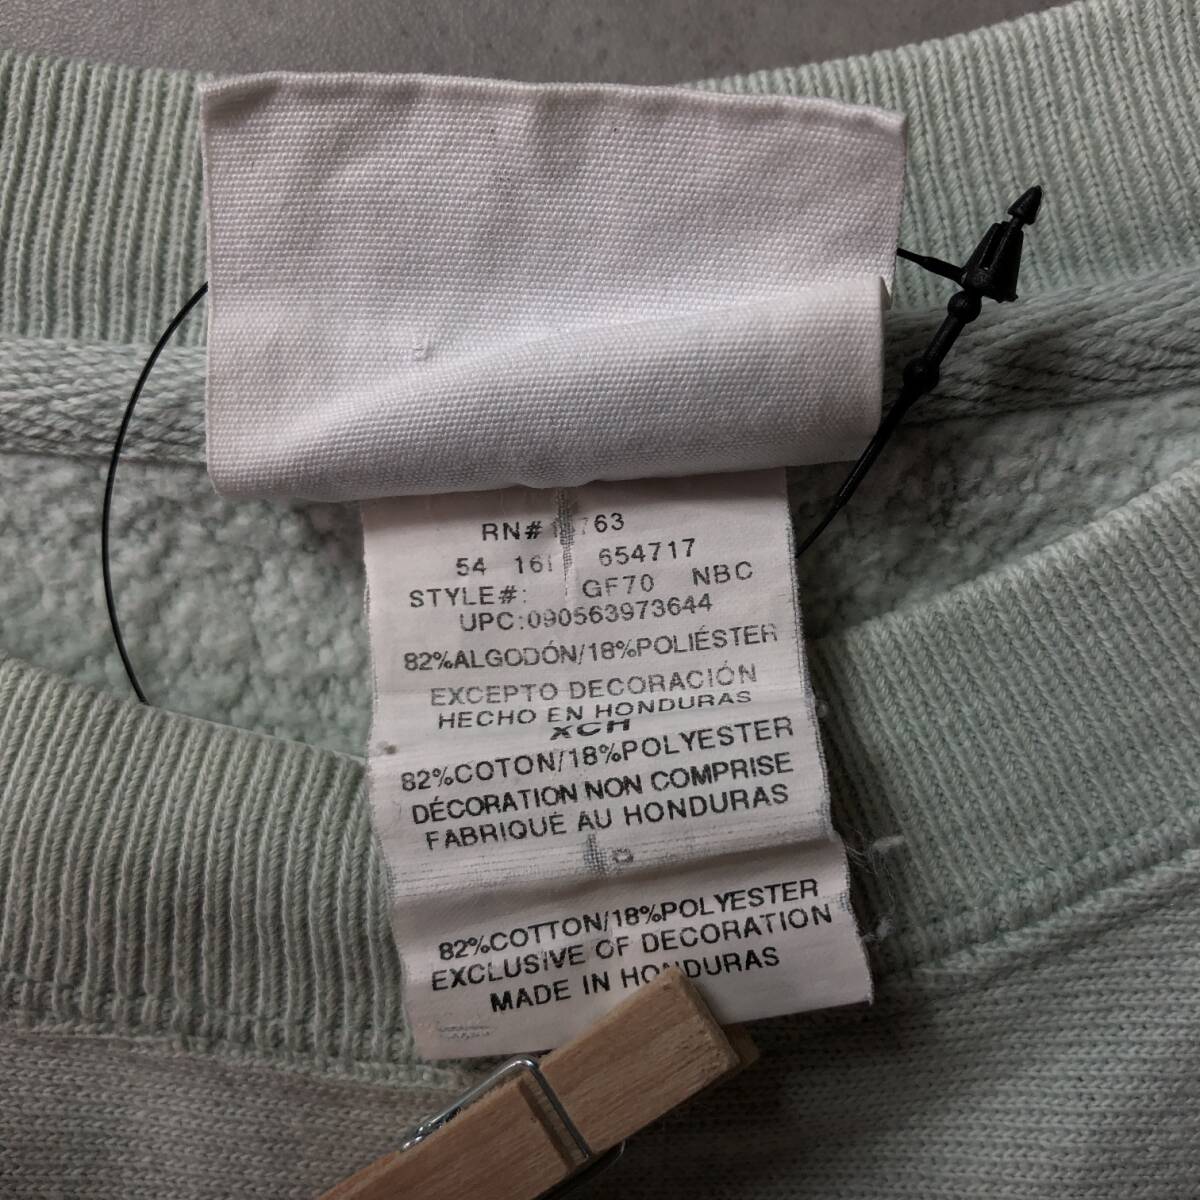 RN#
54 654717
STYLE#: GF70 NBC
UPC:090563973644
82%ALGODÓN/18%POLIÉSTER
EXCEPTO DECORACIÓN
HECHO EN HONDURAS
XCH
82%COTON/18%POLYESTER
DÉCORATION NON COMPRISE
FABRIQUÉ AU HONDURAS
82%COTTON/18%POLYESTER
EXCLUSIVE OF DECORATION
MADE IN HONDURAS